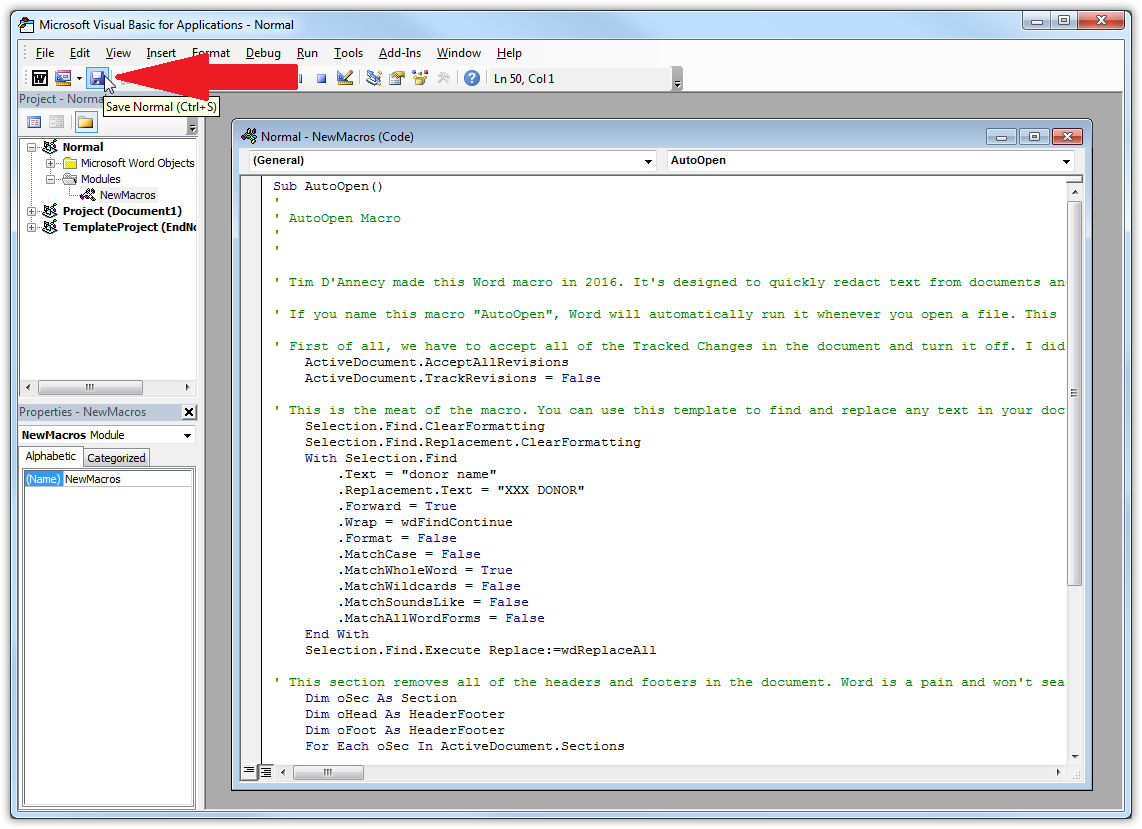 Microsoft Visual Basic for Applications - Normal
File Edit View Insert Format Debug Run Tools Add-Ins Window Help
Ln 50, Col 1
Save Normal (Ctrl+S)
Project - Norma
Normal
Microsoft Word Objects
Modules
NewMacros
Project (Document1)
TemplateProject (EndNo
Properties - NewMacros
NewMacros Module
Alphabetic Categorized
(Name) NewMacros
Normal - NewMacros (Code)
(General) AutoOpen
Sub AutoOpen()
'
' AutoOpen Macro
'
'
' Tim D'Annecy made this Word macro in 2016. It's designed to quickly redact text from documents an
' If you name this macro "AutoOpen", Word will automatically run it whenever you open a file. This
' First of all, we have to accept all of the Tracked Changes in the document and turn it off. I did
ActiveDocument.AcceptAllRevisions
ActiveDocument.TrackRevisions = False
' This is the meat of the macro. You can use this template to find and replace any text in your doc
Selection.Find.ClearFormatting
Selection.Find.Replacement.ClearFormatting
With Selection.Find
.Text = "donor name"
.Replacement.Text = "XXX DONOR"
.Forward = True
.Wrap = wdFindContinue
.Format = False
.MatchCase = False
.MatchWholeWord = True
.MatchWildcards = False
.MatchSoundsLike = False
.MatchAllWordForms = False
End With
Selection.Find.Execute Replace:=wdReplaceAll
' This section removes all of the headers and footers in the document. Word is a pain and won't sea
Dim oSec As Section
Dim oHead As HeaderFooter
Dim oFoot As HeaderFooter
For Each oSec In ActiveDocument.Sections